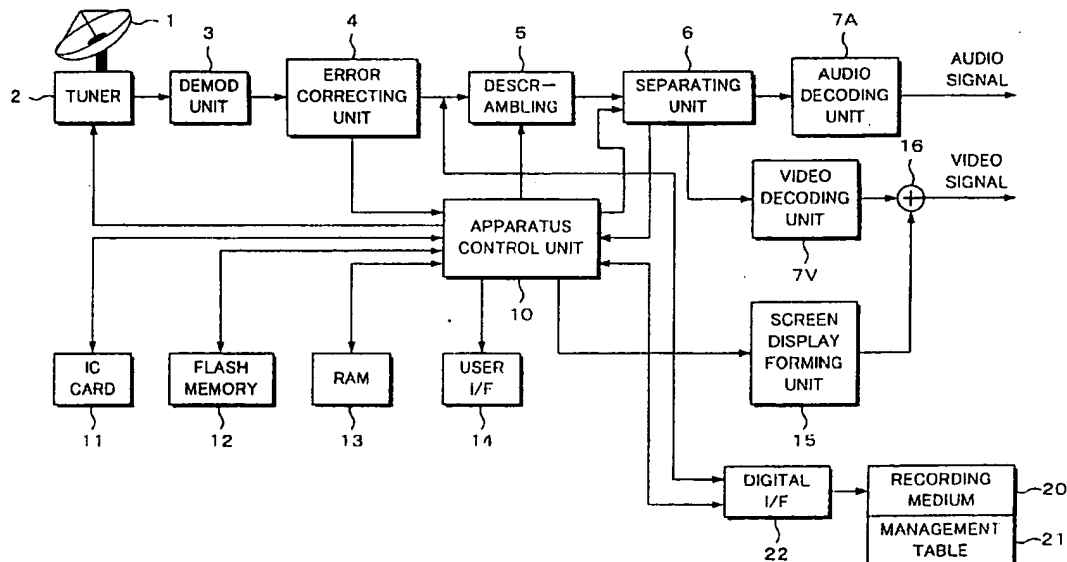 1
2
TUNER
3
DEMOD
UNIT
4
ERROR
CORRECTING
UNIT
5
DESCR-
AMBLING
6
SEPARATING
UNIT
7A
AUDIO
DECODING
UNIT
AUDIO
SIGNAL
VIDEO
DECODING
UNIT
7V
16
VIDEO
SIGNAL
APPARATUS
CONTROL UNIT
10
IC
CARD
11
FLASH
MEMORY
12
RAM
13
USER
I/F
14
SCREEN
DISPLAY
FORMING
UNIT
15
DIGITAL
I/F
22
RECORDING
MEDIUM
20
MANAGEMENT
TABLE
21